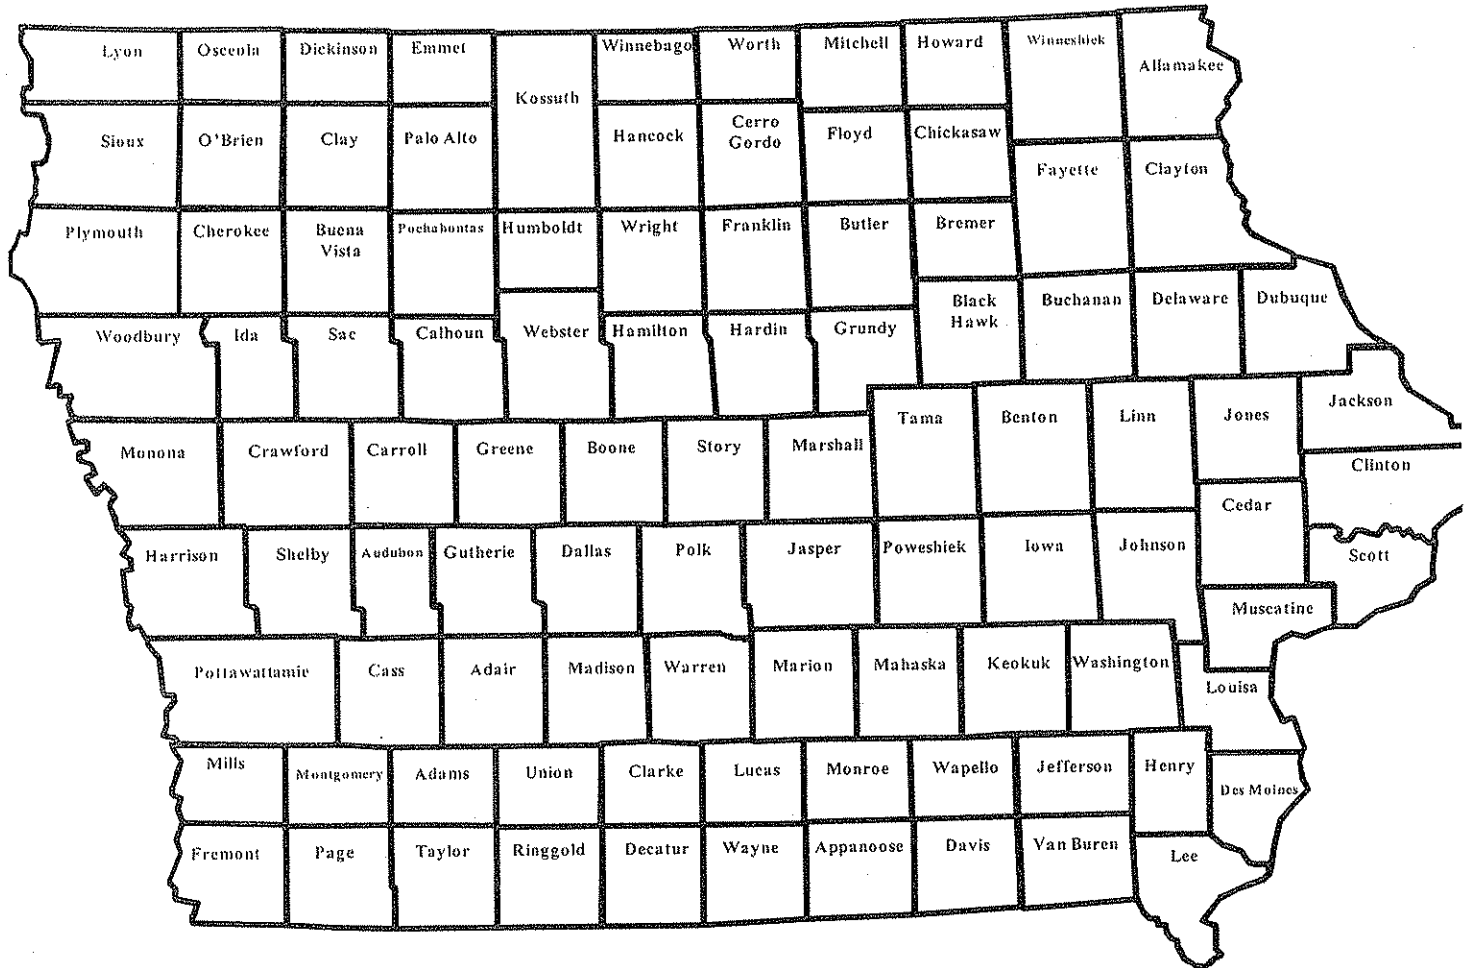 Lyon
Osceola
Dickinson
Emmet
Kossuth
Winnebago
Worth
Mitchell
Howard
Winneshiek
Allamakee
Sioux
O'Brien
Clay
Palo Alto
Hancock
Cerro
Gordo
Floyd
Chickasaw
Fayette
Clayton
Plymouth
Cherokee
Buena
Vista
Pochahontas
Humboldt
Wright
Franklin
Butler
Bremer
Woodbury
Ida
Sac
Calhoun
Webster
Hamilton
Hardin
Grundy
Black
Hawk
Buchanan
Delaware
Dubuque
Monona
Crawford
Carroll
Greene
Boone
Story
Marshall
Tama
Benton
Linn
Jones
Jackson
Clinton
Cedar
Harrison
Shelby
Audubon
Gutherie
Dallas
Polk
Jasper
Poweshiek
Iowa
Johnson
Scott
Muscatine
Pottawattamie
Cass
Adair
Madison
Warren
Marion
Mahaska
Keokuk
Washington
Louisa
Mills
Montgomery
Adams
Union
Clarke
Lucas
Monroe
Wapello
Jefferson
Henry
Des Moines
Fremont
Page
Taylor
Ringgold
Decatur
Wayne
Appanoose
Davis
Van Buren
Lee